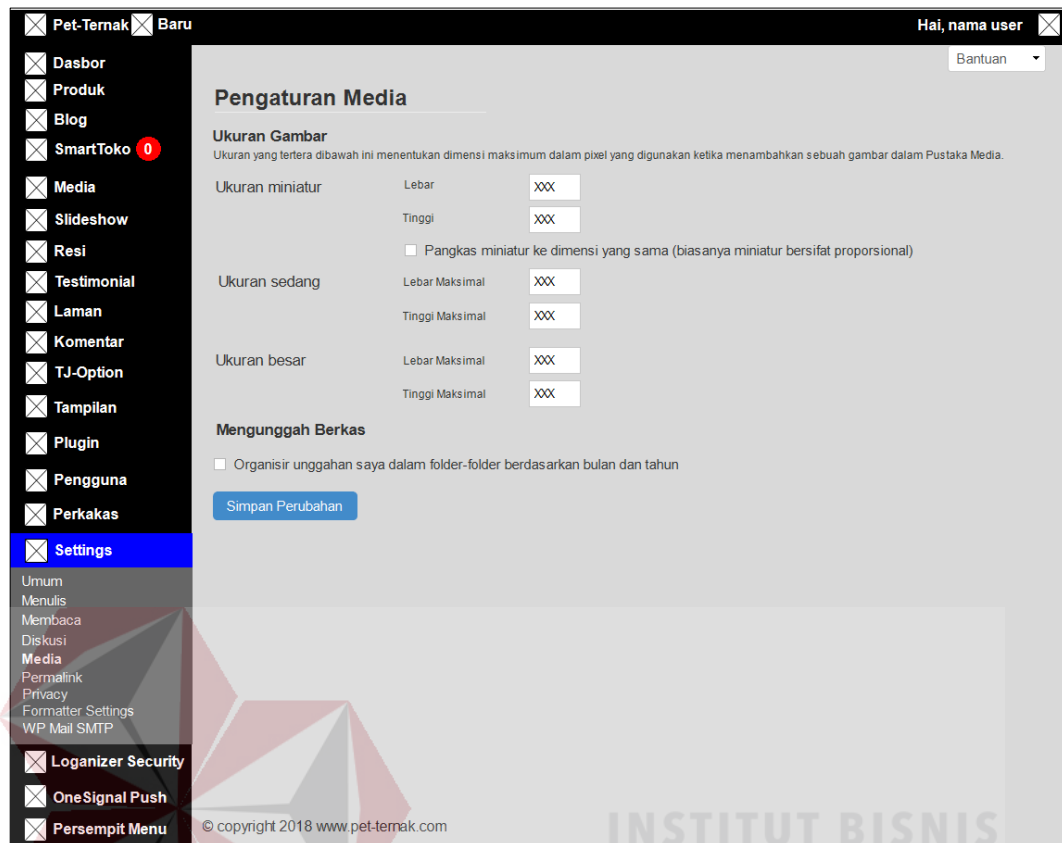 Pet-Ternak Baru Hai, nama user
Bantuan
Dasbor
Produk
Blog
SmartToko 0
Media
Slideshow
Resi
Testimonial
Laman
Komentar
TJ-Option
Tampilan
Plugin
Pengguna
Perkakas
Settings
Umum
Menulis
Membaca
Diskusi
Media
Permalink
Privacy
Formatter Settings
WP Mail SMTP
Loganizer Security
OneSignal Push
Persempit Menu
Pengaturan Media
Ukuran Gambar
Ukuran yang tertera dibawah ini menentukan dimensi maksimum dalam pixel yang digunakan ketika menambahkan sebuah gambar dalam Pustaka Media.
Ukuran miniatur Lebar XXX
Tinggi XXX
Pangkas miniatur ke dimensi yang sama (biasanya miniatur bersifat proporsional)
Ukuran sedang Lebar Maksimal XXX
Tinggi Maksimal XXX
Ukuran besar Lebar Maksimal XXX
Tinggi Maksimal XXX
Mengunggah Berkas
Organisir unggahan saya dalam folder-folder berdasarkan bulan dan tahun
Simpan Perubahan
© copyright 2018 www.pet-ternak.com
INSTITUT BISNIS